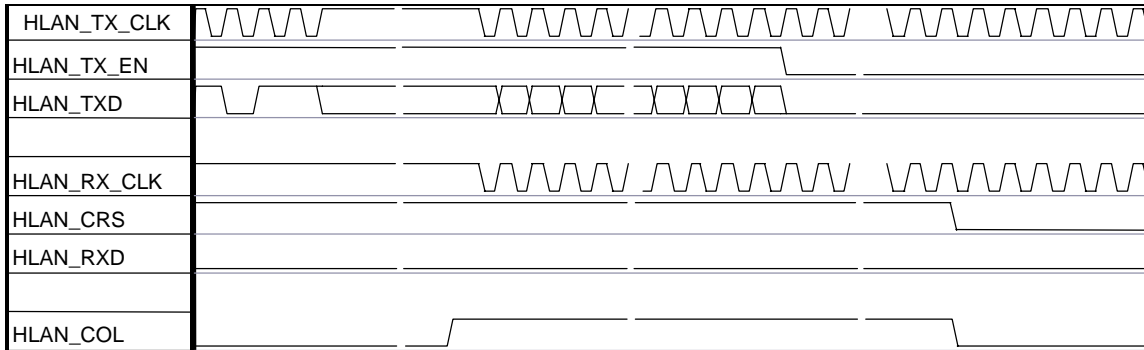 HLAN_TX_CLK
HLAN_TX_EN
HLAN_TXD
HLAN_RX_CLK
HLAN_CRS
HLAN_RXD
HLAN_COL